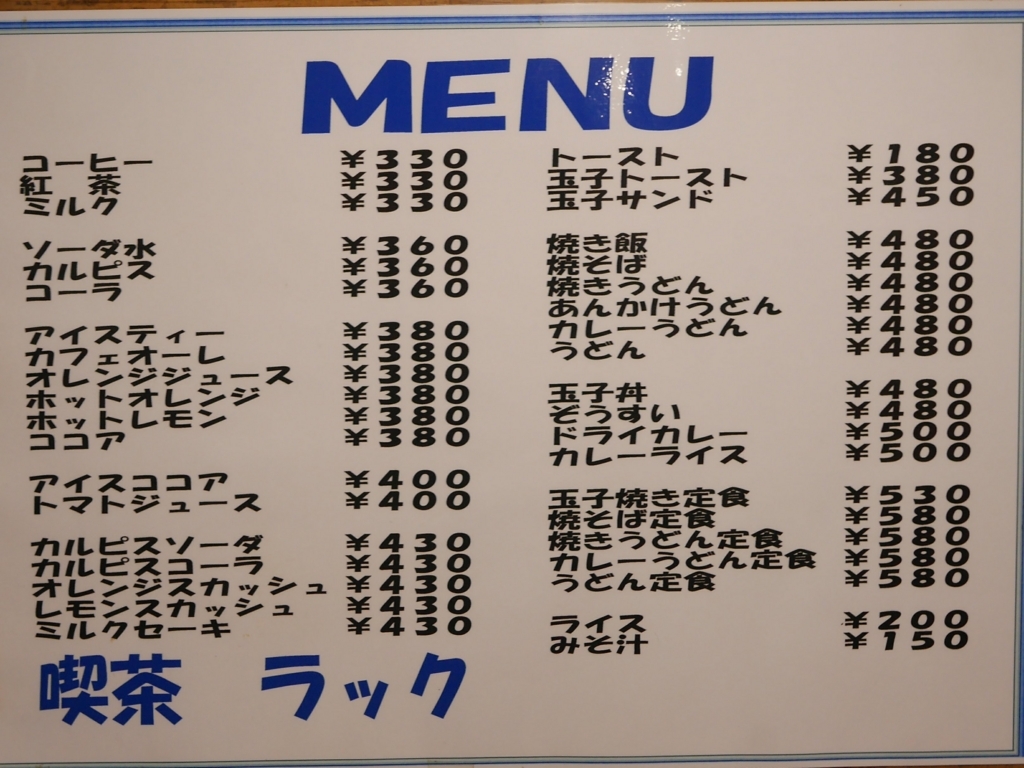 MENU
コーヒー ¥330
紅 茶 ¥330
ミルク ¥330
ソーダ水 ¥360
カルピス ¥360
コーラ ¥360
アイスティー ¥380
カフェオーレ ¥380
オレンジジュース ¥380
ホットオレンジ ¥380
ホットレモン ¥380
ココア ¥380
アイスココア ¥400
トマトジュース ¥400
カルピスソーダ ¥430
カルピスコーラ ¥430
オレンジスカッシュ ¥430
レモンスカッシュ ¥430
ミルクセーキ ¥430
トースト ¥180
玉子トースト ¥380
玉子サンド ¥450
焼き飯 ¥480
焼そば ¥480
焼きうどん ¥480
あんかけうどん ¥480
カレーうどん ¥480
うどん ¥480
玉子丼 ¥480
ぞうすい ¥480
ドライカレー ¥500
カレーライス ¥500
玉子焼き定食 ¥530
焼そば定食 ¥580
焼きうどん定食 ¥580
カレーうどん定食 ¥580
うどん定食 ¥580
ライス ¥200
みそ汁 ¥150
喫茶 ラック